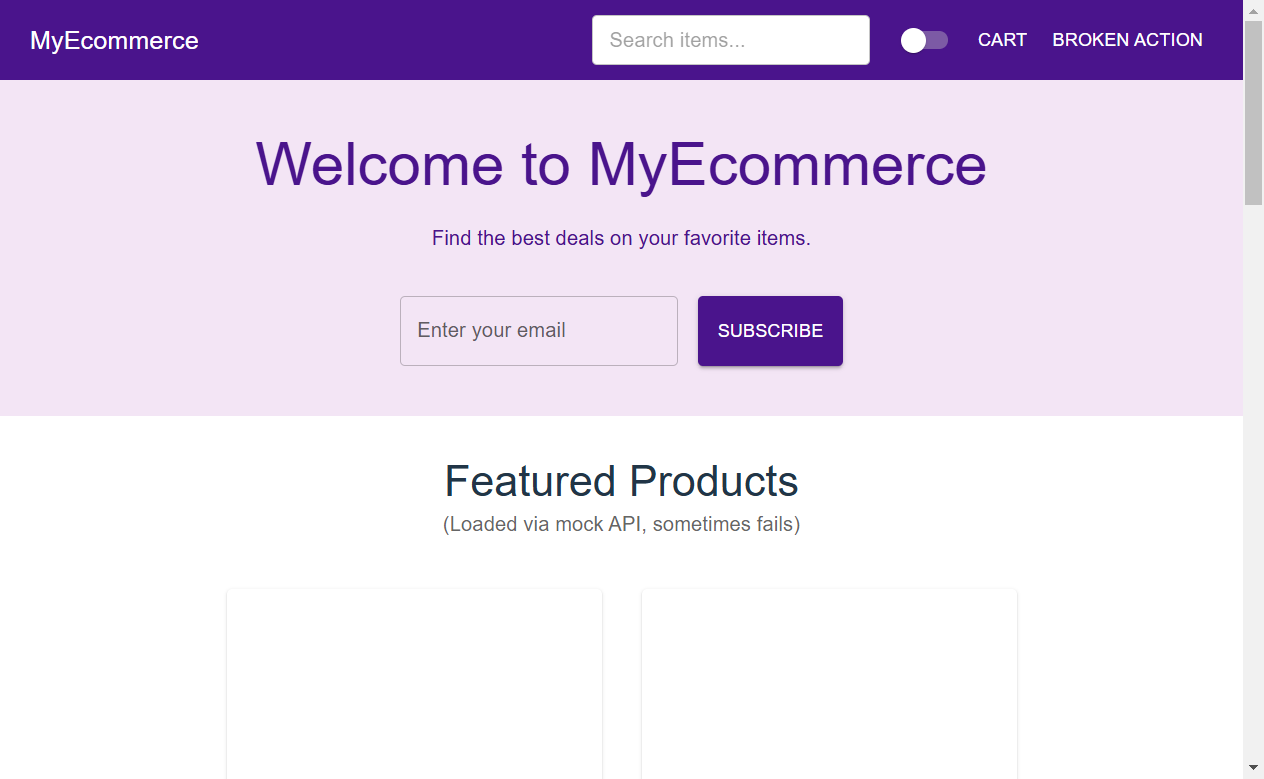 MyEcommerce
Search items...
CART
BROKEN ACTION
Welcome to MyEcommerce
Find the best deals on your favorite items.
Enter your email
SUBSCRIBE
Featured Products
(Loaded via mock API, sometimes fails)